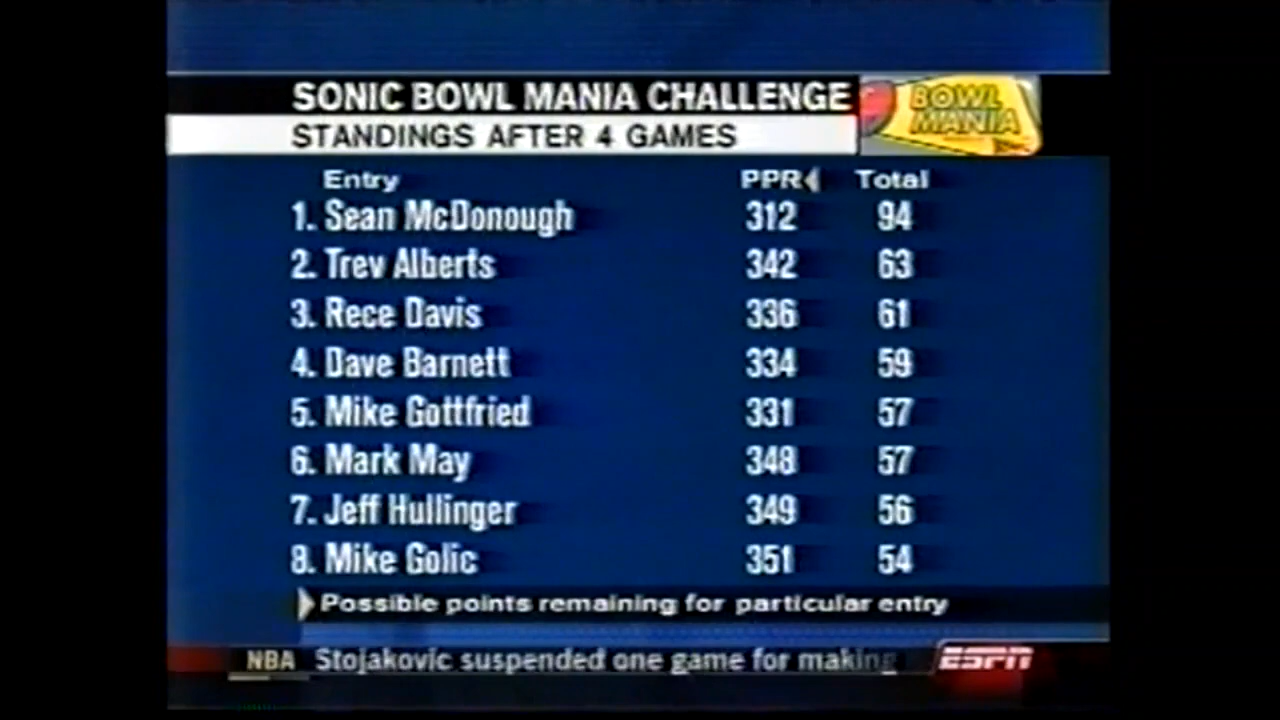 SONIC BOWL MANIA CHALLENGE
BOWL MANIA
STANDINGS AFTER 4 GAMES
Entry PPR Total
1. Sean McDonough 312 94
2. Trev Alberts 342 63
3. Rece Davis 336 61
4. Dave Barnett 334 59
5. Mike Gottfried 331 57
6. Mark May 348 57
7. Jeff Hullinger 349 56
8. Mike Golic 351 54
Possible points remaining for particular entry
NBA Stojakovic suspended one game for making ESPN